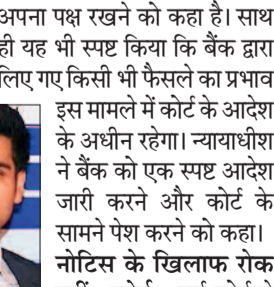 अपना पक्ष रखने को कहा है। साथ
ही यह भी स्पष्ट किया कि बैंक द्वारा
लिए गए किसी भी फैसले का प्रभाव
इस मामले में कोर्ट के आदेश
के अधीन रहेगा। न्यायाधीश
ने बैंक को एक स्पष्ट आदेश
जारी करने और कोर्ट के
सामने पेश करने को कहा।
नोटिस के खिलाफ रोक